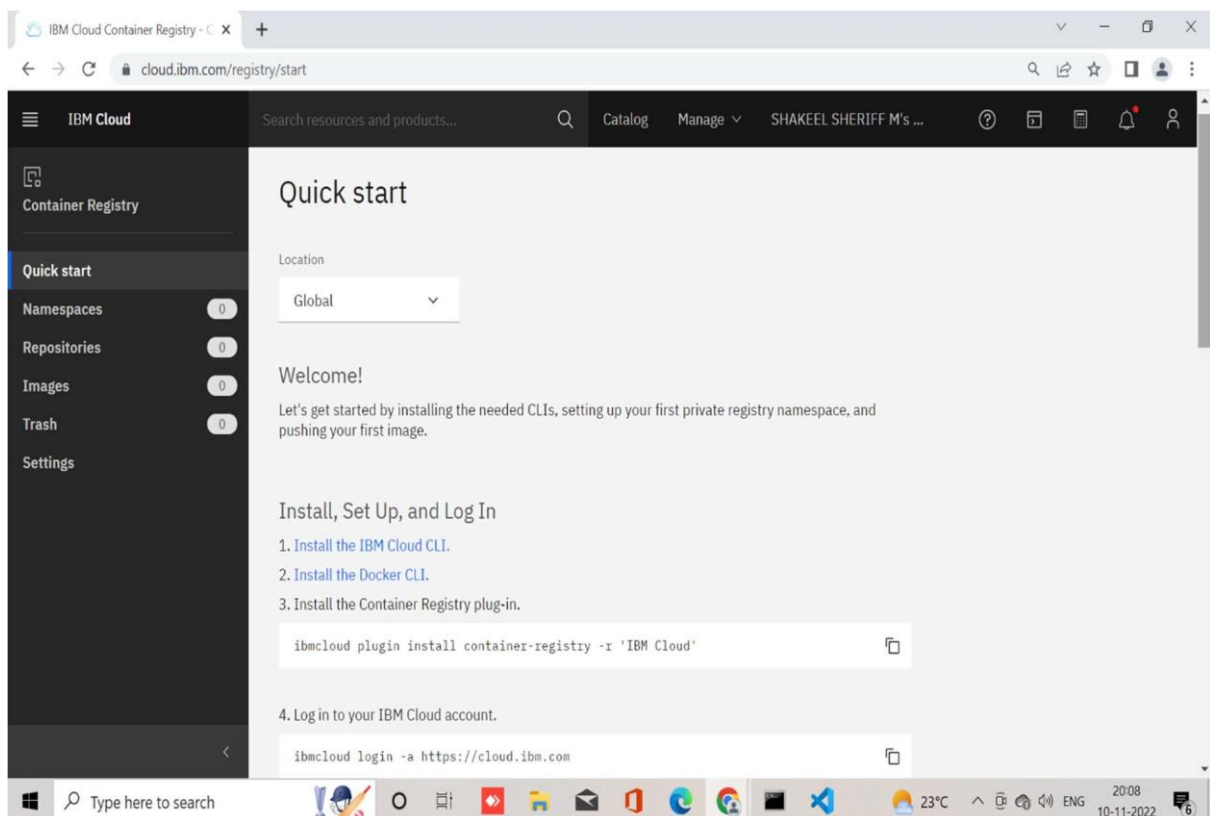 IBM Cloud Container Registry - C
cloud.ibm.com/registry/start
IBM Cloud
Search resources and products...
Catalog
Manage
SHAKEEL SHERIFF M's ...
Container Registry
Quick start
Namespaces 0
Repositories 0
Images 0
Trash 0
Settings
Quick start
Location
Global
Welcome!
Let's get started by installing the needed CLIs, setting up your first private registry namespace, and
pushing your first image.
Install, Set Up, and Log In
1. Install the IBM Cloud CLI.
2. Install the Docker CLI.
3. Install the Container Registry plug-in.
ibmcloud plugin install container-registry -r 'IBM Cloud'
4. Log in to your IBM Cloud account.
ibmcloud login -a https://cloud.ibm.com
Type here to search
23°C
ENG
20:08
10-11-2022
6